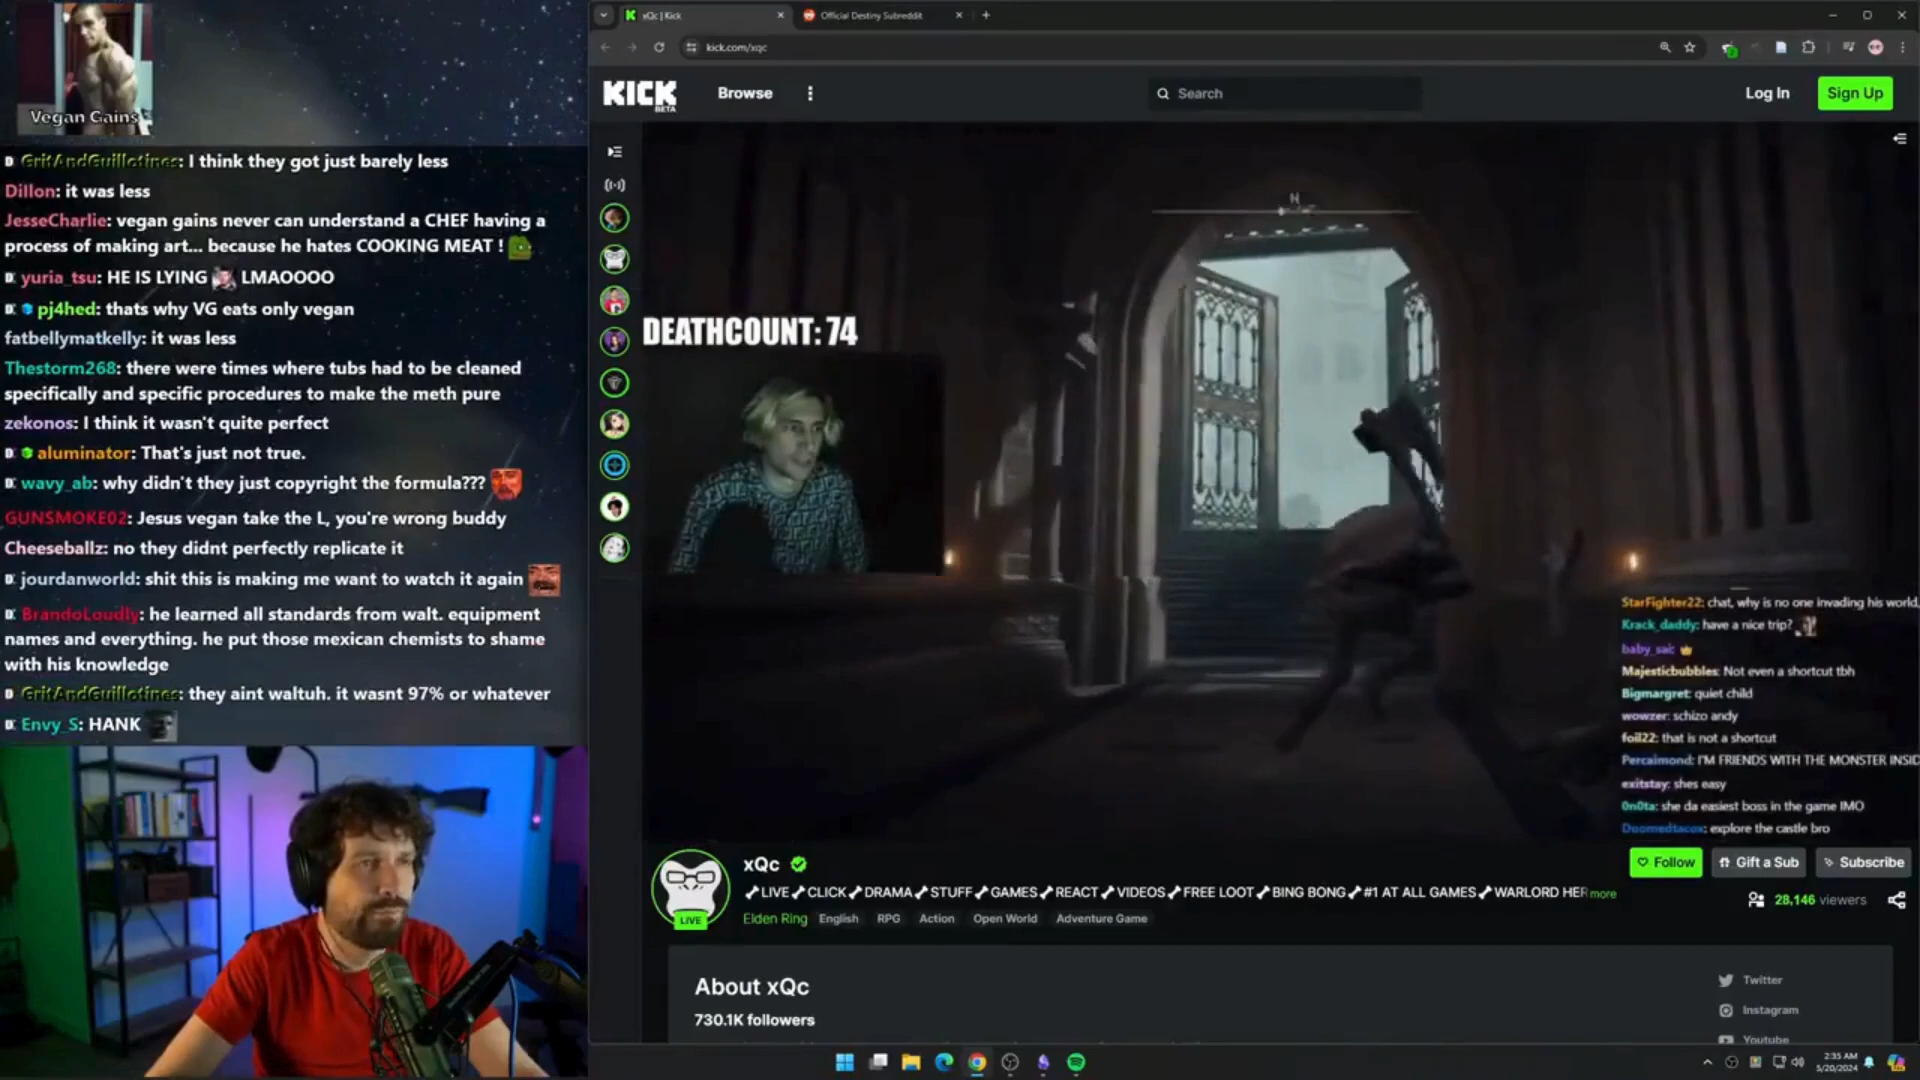 Vegan Gains
GritAndGuillotines: I think they got just barely less
Dillon: it was less
JesseCharlie: vegan gains never can understand a CHEF having a
process of making art... because he hates COOKING MEAT !
yuria_tsu: HE IS LYING LMAOOOO
pj4hed: thats why VG eats only vegan
fatbellymatkelly: it was less
Thestorm268: there were times where tubs had to be cleaned
specifically and specific procedures to make the meth pure
zekonos: I think it wasn't quite perfect
aluminator: That's just not true.
wavy_ab: why didn't they just copyright the formula???
GUNSMOKE02: Jesus vegan take the L, you're wrong buddy
Cheeseballz: no they didnt perfectly replicate it
jourdanworld: shit this is making me want to watch it again
BrandoLoudly: he learned all standards from walt. equipment
names and everything. he put those mexican chemists to shame
with his knowledge
GritAndGuillotines: they aint waltuh. it wasnt 97% or whatever
Envy_S: HANK
xQc | Kick
Official Destiny Subreddit
kick.com/xqc
KICK
BETA
Browse
Search
Log In
Sign Up
N
DEATHCOUNT: 74
StarFighter22: chat, why is no one invading his world,
Krack_daddy: have a nice trip?
baby_sai:
Majesticbubbles: Not even a shortcut tbh
Bigmargret: quiet child
wowzer: schizo andy
foil22: that is not a shortcut
Percaimond: I'M FRIENDS WITH THE MONSTER INSID
exitstay: shes easy
0n0ta: she da easiest boss in the game IMO
Doomedtacox: explore the castle bro
xQc
LIVE CLICK DRAMA STUFF GAMES REACT VIDEOS FREE LOOT BING BONG #1 AT ALL GAMES WARLORD HER more
LIVE
Elden Ring English RPG Action Open World Adventure Game
Follow
Gift a Sub
Subscribe
28,146 viewers
About xQc
730.1K followers
Twitter
Instagram
Youtube
2:35 AM
5/20/2024